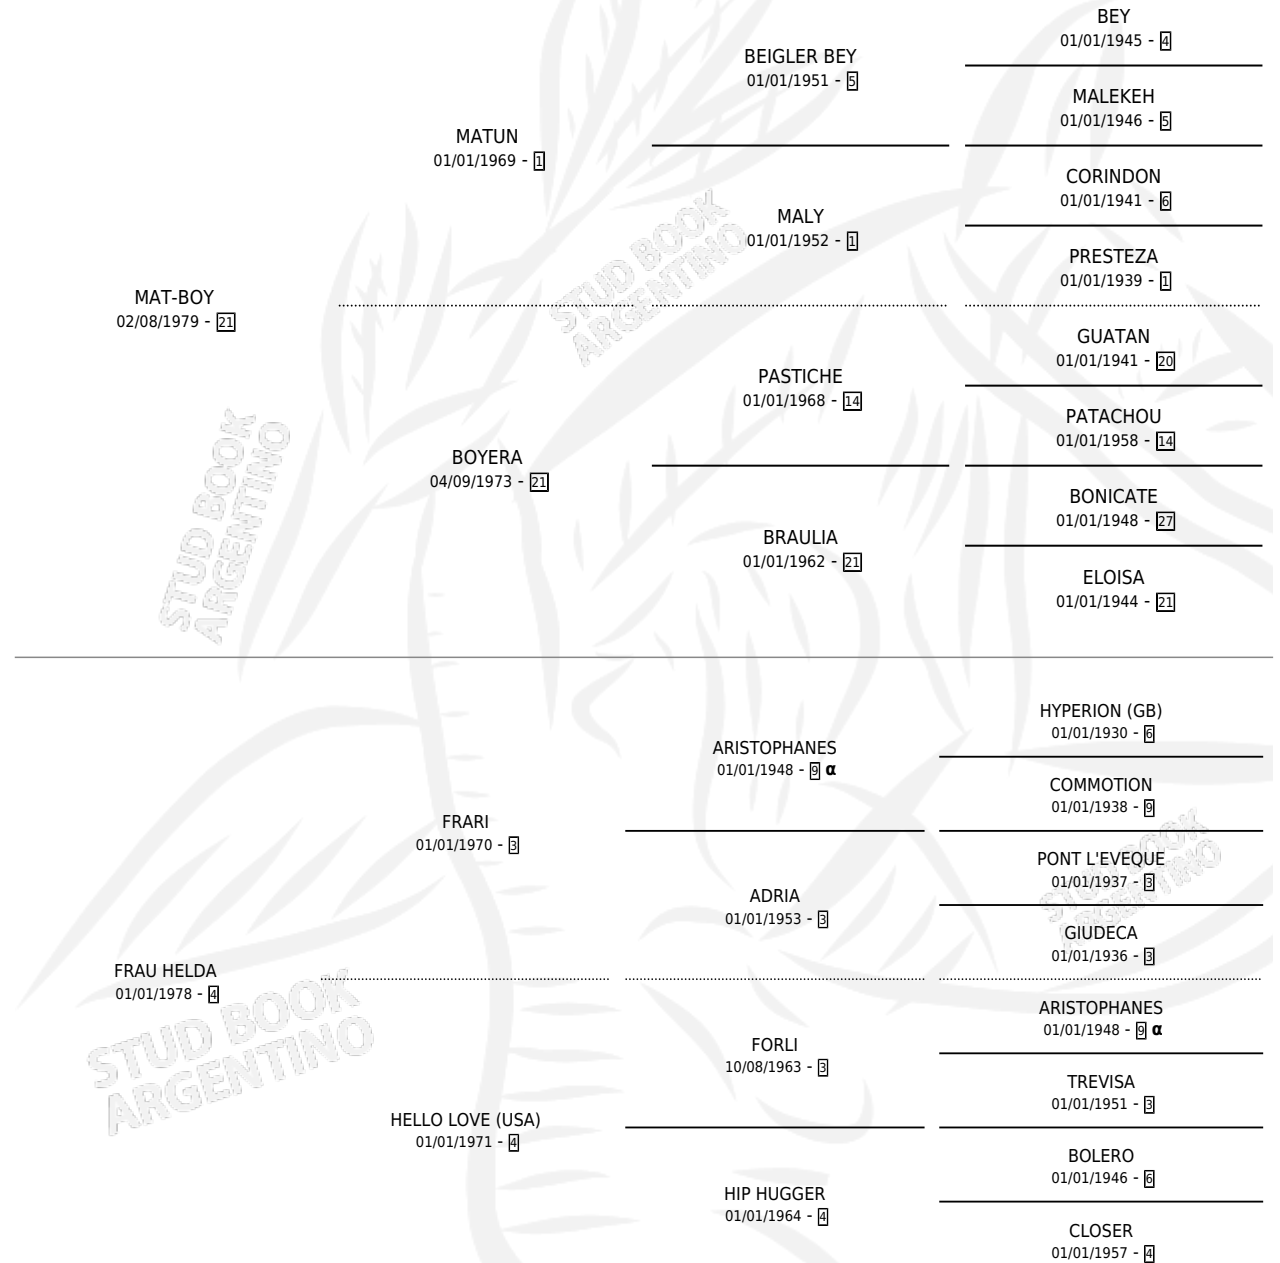 BEY
01/01/1945 - 4
BEIGLER BEY
01/01/1951 - 5
MALEKEH
01/01/1946 - 5
MATUN
01/01/1969 - 1
CORINDON
01/01/1941 - 6
MALY
01/01/1952 - 1
PRESTEZA
01/01/1939 - 1
MAT-BOY
02/08/1979 - 21
GUATAN
01/01/1941 - 20
PASTICHE
01/01/1968 - 14
PATACHOU
01/01/1958 - 14
BOYERA
04/09/1973 - 21
BONICATE
01/01/1948 - 27
BRAULIA
01/01/1962 - 21
ELOISA
01/01/1944 - 21
HYPERION (GB)
01/01/1930 - 6
ARISTOPHANES
01/01/1948 - 9 α
COMMOTION
01/01/1938 - 9
FRARI
01/01/1970 - 3
PONT L'EVEQUE
01/01/1937 - 3
ADRIA
01/01/1953 - 3
GIUDECA
01/01/1936 - 3
FRAU HELDA
01/01/1978 - 4
ARISTOPHANES
01/01/1948 - 9 α
FORLI
10/08/1963 - 3
TREVISA
01/01/1951 - 3
HELLO LOVE (USA)
01/01/1971 - 4
BOLERO
01/01/1946 - 6
HIP HUGGER
01/01/1964 - 4
CLOSER
01/01/1957 - 4
STUD BOOK
ARGENTINO
STUD BOOK
ARGENTINO
STUD BOOK
ARGENTINO
STUD BOOK
ARGENTINO